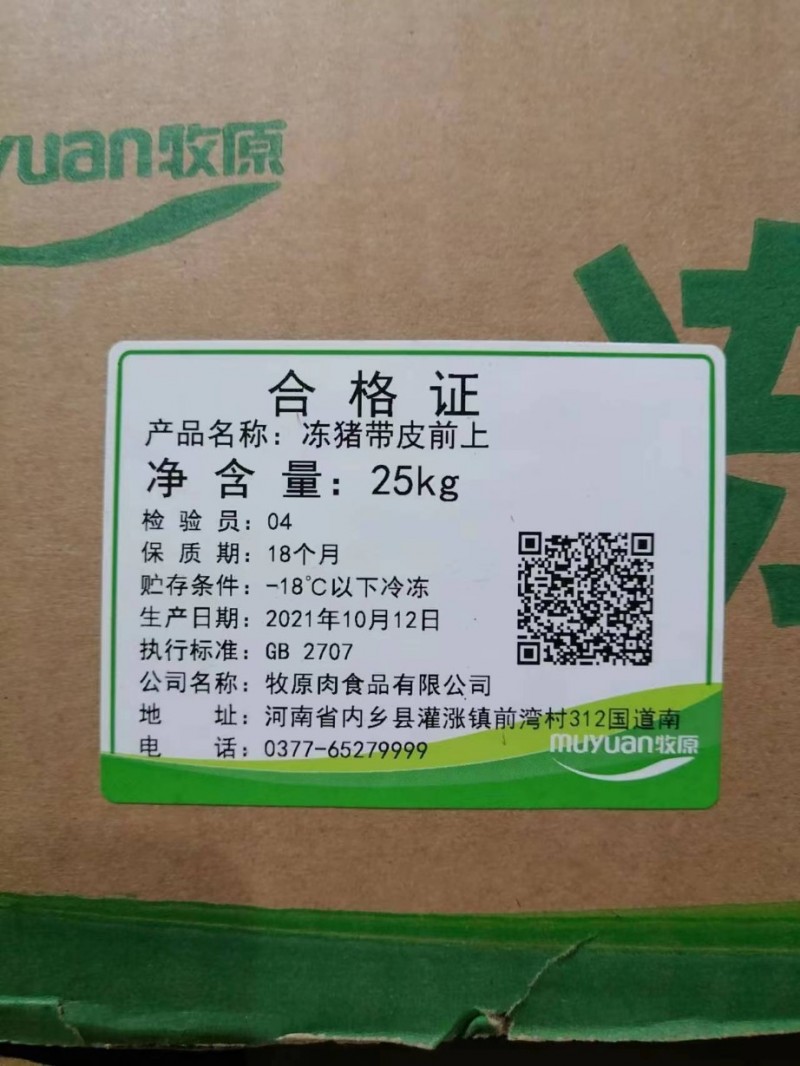 yuan牧原
冻
合格证
产品名称：冻猪带皮前上
净含量：25kg
检验员：04
保质期：18个月
贮存条件：-18℃以下冷冻
生产日期：2021年10月12日
执行标准：GB 2707
公司名称：牧原肉食品有限公司
地址：河南省内乡县灌涨镇前湾村312国道南
电话：0377-65279999
muyuan牧原